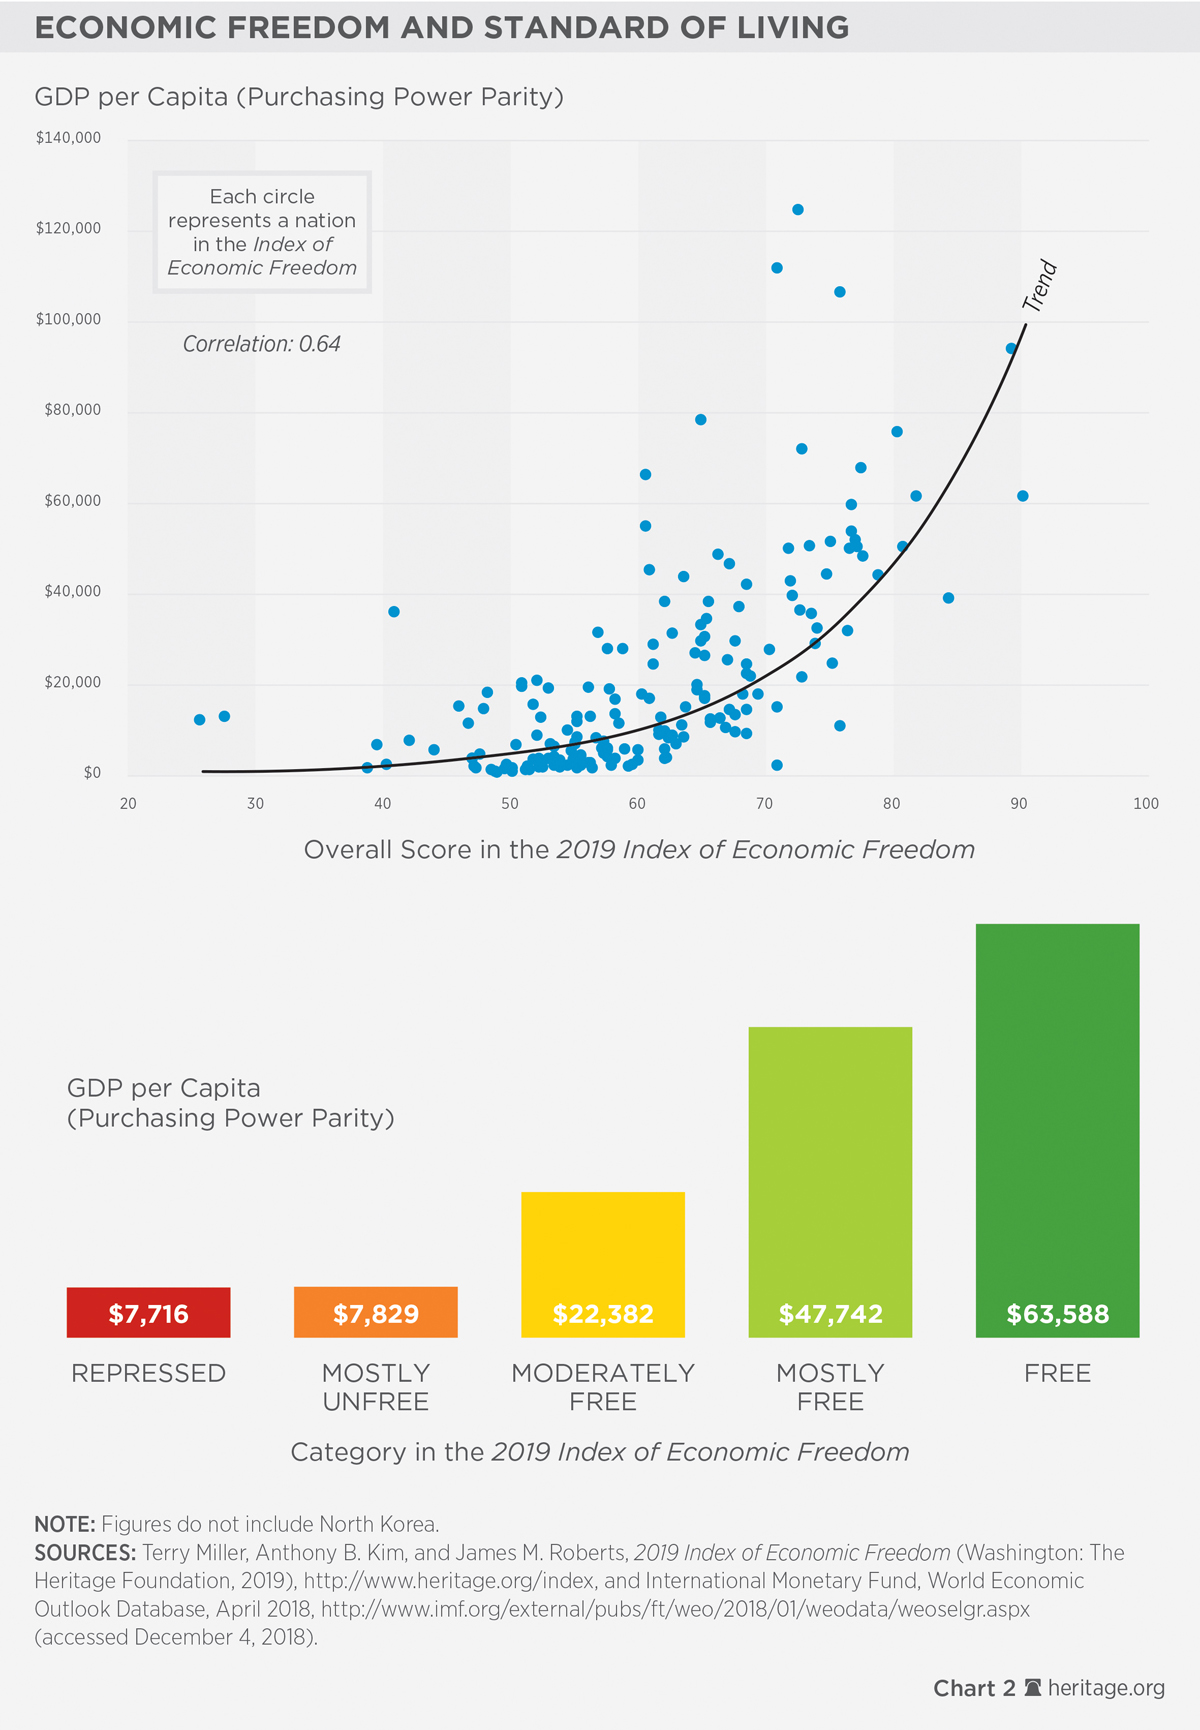 ECONOMIC FREEDOM AND STANDARD OF LIVING
GDP per Capita (Purchasing Power Parity)
$140,000
Each circle
represents a nation
in the Index of
Economic Freedom
$120,000
Trend
$100,000
Correlation: 0.64
$80,000
$60,000
$40,000
$20,000
$0
20 30 40 50 60 70 80 90 100
Overall Score in the 2019 Index of Economic Freedom
GDP per Capita
(Purchasing Power Parity)
$7,716 $7,829 $22,382 $47,742 $63,588
REPRESSED
MOSTLY
UNFREE
MODERATELY
FREE
MOSTLY
FREE
FREE
Category in the 2019 Index of Economic Freedom
NOTE: Figures do not include North Korea.
SOURCES: Terry Miller, Anthony B. Kim, and James M. Roberts, 2019 Index of Economic Freedom (Washington: The
Heritage Foundation, 2019), http://www.heritage.org/index, and International Monetary Fund, World Economic
Outlook Database, April 2018, http://www.imf.org/external/pubs/ft/weo/2018/01/weodata/weoselgr.aspx
(accessed December 4, 2018).
Chart 2 heritage.org